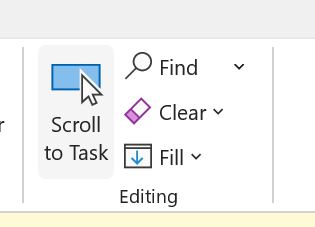 Find
Clear
Fill
Scroll
to Task
Editing